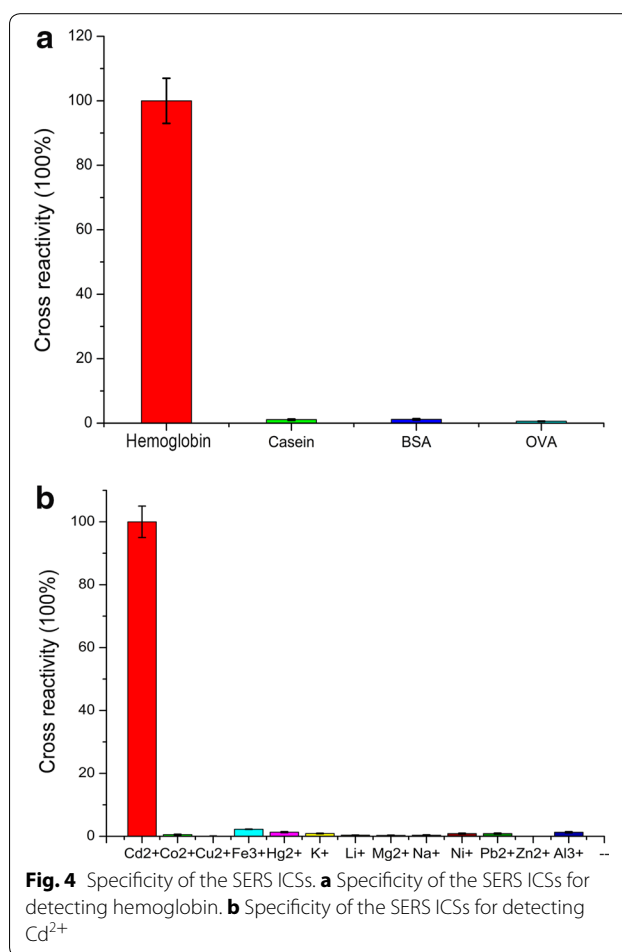 a
120
100
80
60
40
20
0
Cross reactivity (100%)
Hemoglobin Casein BSA OVA
b
100
80
60
40
20
0
Cross reactivity (100%)
Cd2+ Co2+ Cu2+ Fe3+ Hg2+ K+ Li+ Mg2+ Na+ Ni+ Pb2+ Zn2+ Al3+ --
Fig. 4 Specificity of the SERS ICSs. a Specificity of the SERS ICSs for
detecting hemoglobin. b Specificity of the SERS ICSs for detecting
Cd²⁺